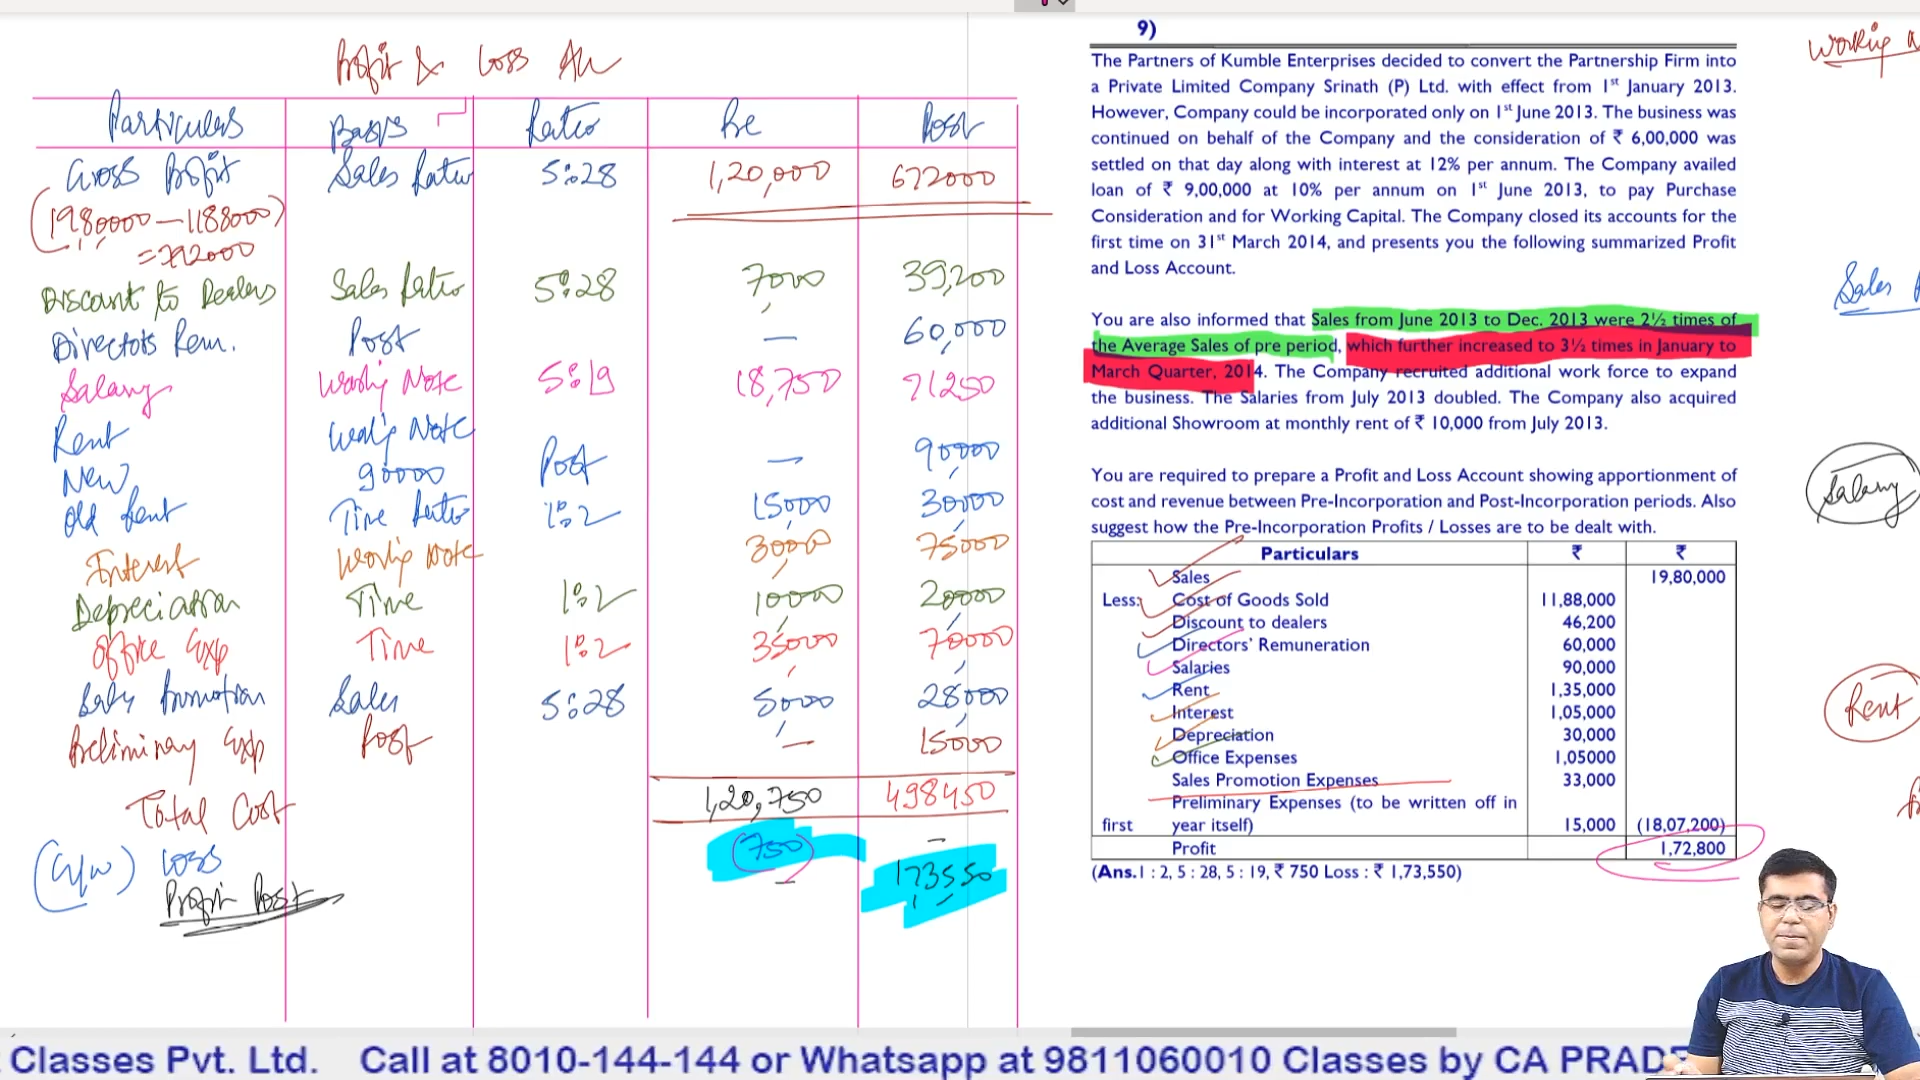 Profit & Loss A/c
Particulars Basis Ratio Pre Post
Gross Profit Sales Ratio 5:28 1,20,000 672000
(1980000 – 1188000)
= 792000
Discount to Dealers Sales Ratio 5:28 7000 39,200
Directors Rem. Post – 60,000
Salary Workig Note 5:19 18,750 71250
Rent Workig Note
New 90000 Post – 90000
Old Rent Time Ratio 1:2 15000 30000
Interest Workig Note 30000 75000
Depreciation Time 1:2 10000 20000
Office Exp Time 1:2 35000 70000
Sales Promotion Sales 5:28 5000 28000
Preliminary Exp Post – 15000
Total Cost 1,20,750 498450
(G/w) Loss (750) –
Profit Post – 173550
9)
The Partners of Kumble Enterprises decided to convert the Partnership Firm into
a Private Limited Company Srinath (P) Ltd. with effect from 1st January 2013.
However, Company could be incorporated only on 1st June 2013. The business was
continued on behalf of the Company and the consideration of ₹ 6,00,000 was
settled on that day along with interest at 12% per annum. The Company availed
loan of ₹ 9,00,000 at 10% per annum on 1st June 2013, to pay Purchase
Consideration and for Working Capital. The Company closed its accounts for the
first time on 31st March 2014, and presents you the following summarized Profit
and Loss Account.
You are also informed that Sales from June 2013 to Dec. 2013 were 2½ times of
the Average Sales of pre period, which further increased to 3½ times in January to
March Quarter, 2014. The Company recruited additional work force to expand
the business. The Salaries from July 2013 doubled. The Company also acquired
additional Showroom at monthly rent of ₹ 10,000 from July 2013.
You are required to prepare a Profit and Loss Account showing apportionment of
cost and revenue between Pre-Incorporation and Post-Incorporation periods. Also
suggest how the Pre-Incorporation Profits / Losses are to be dealt with.
Particulars ₹ ₹
Sales 19,80,000
Less: Cost of Goods Sold 11,88,000
Discount to dealers 46,200
Directors' Remuneration 60,000
Salaries 90,000
Rent 1,35,000
Interest 1,05,000
Depreciation 30,000
Office Expenses 1,05000
Sales Promotion Expenses 33,000
Preliminary Expenses (to be written off in
first year itself) 15,000 (18,07,200)
Profit 1,72,800
(Ans.1 : 2, 5 : 28, 5 : 19, ₹ 750 Loss : ₹ 1,73,550)
Workig
Sales
Salary
Rent
Classes Pvt. Ltd. Call at 8010-144-144 or Whatsapp at 9811060010 Classes by CA PRADE